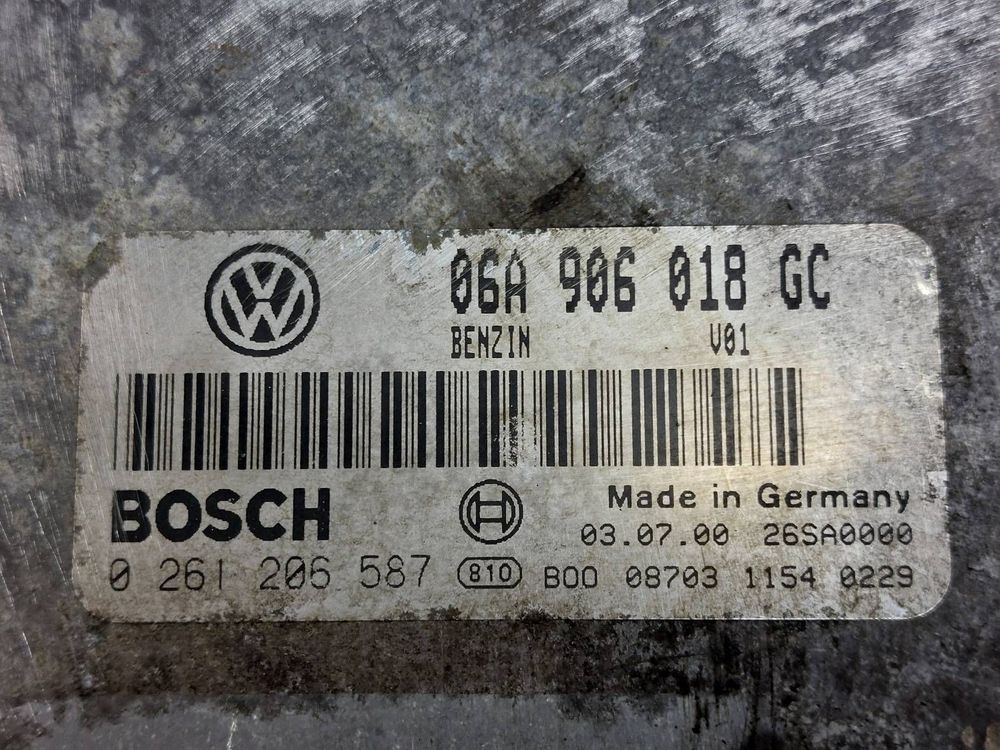 06A 906 018 GC
BENZIN V01
BOSCH Made in Germany
03.07.00 26SA0000
0 261 206 587 810 B00 08703 1154 0229